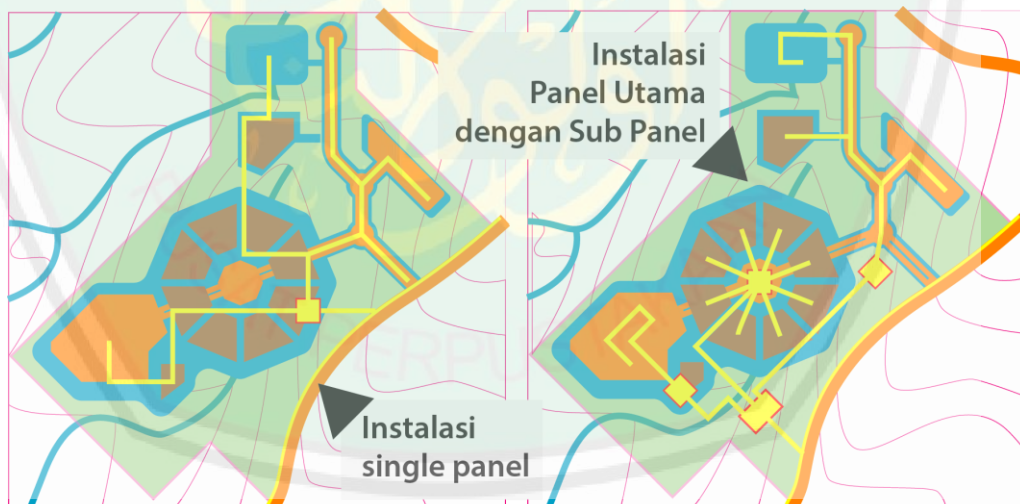 Instalasi
Panel Utama
dengan Sub Panel
Instalasi
single panel